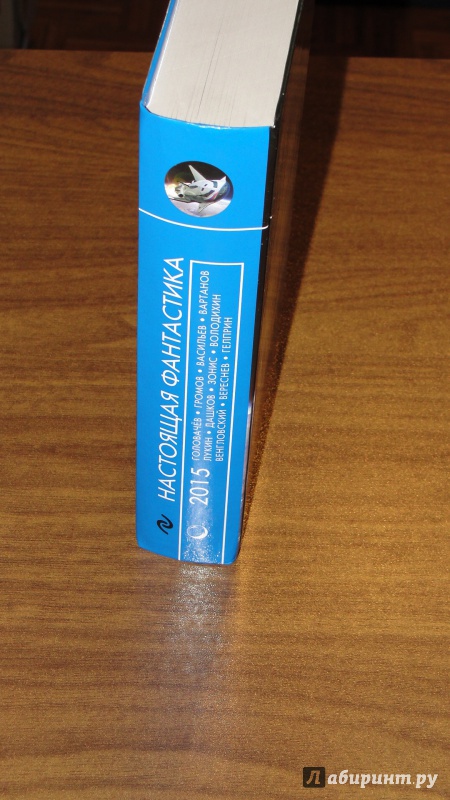 НАСТОЯЩАЯ ФАНТАСТИКА
2015
ГОЛОВАЧЁВ • ГРОМОВ • ВАСИЛЬЕВ • ВАРТАНОВ
ЛУКИН • ДАШКОВ • ЗОНИС • ВОЛОДИХИН
ВЕНГЛОВСКИЙ • ВЕРЕСНЕВ • ГЕЛПРИН
Лабиринт.ру